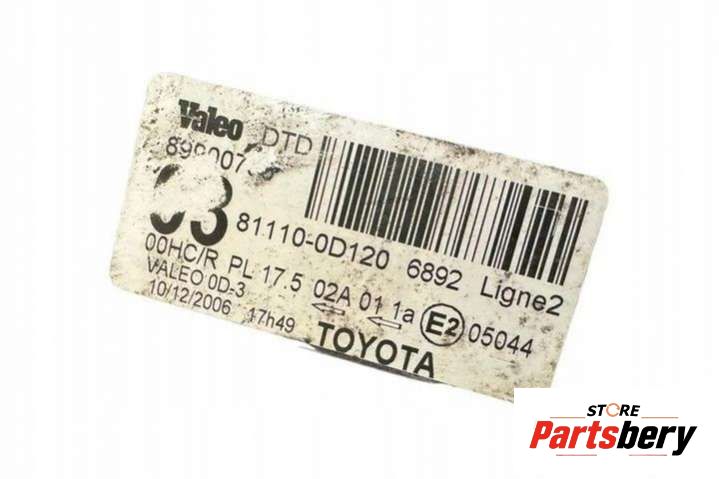 Valeo DTD
03
81110-0D120 6892 Ligne2
00HC/R PL 17.5 02A 01 1a E2 05044
VALEO 0D-3
10/12/2006 17h49 TOYOTA
STORE
Partsbery